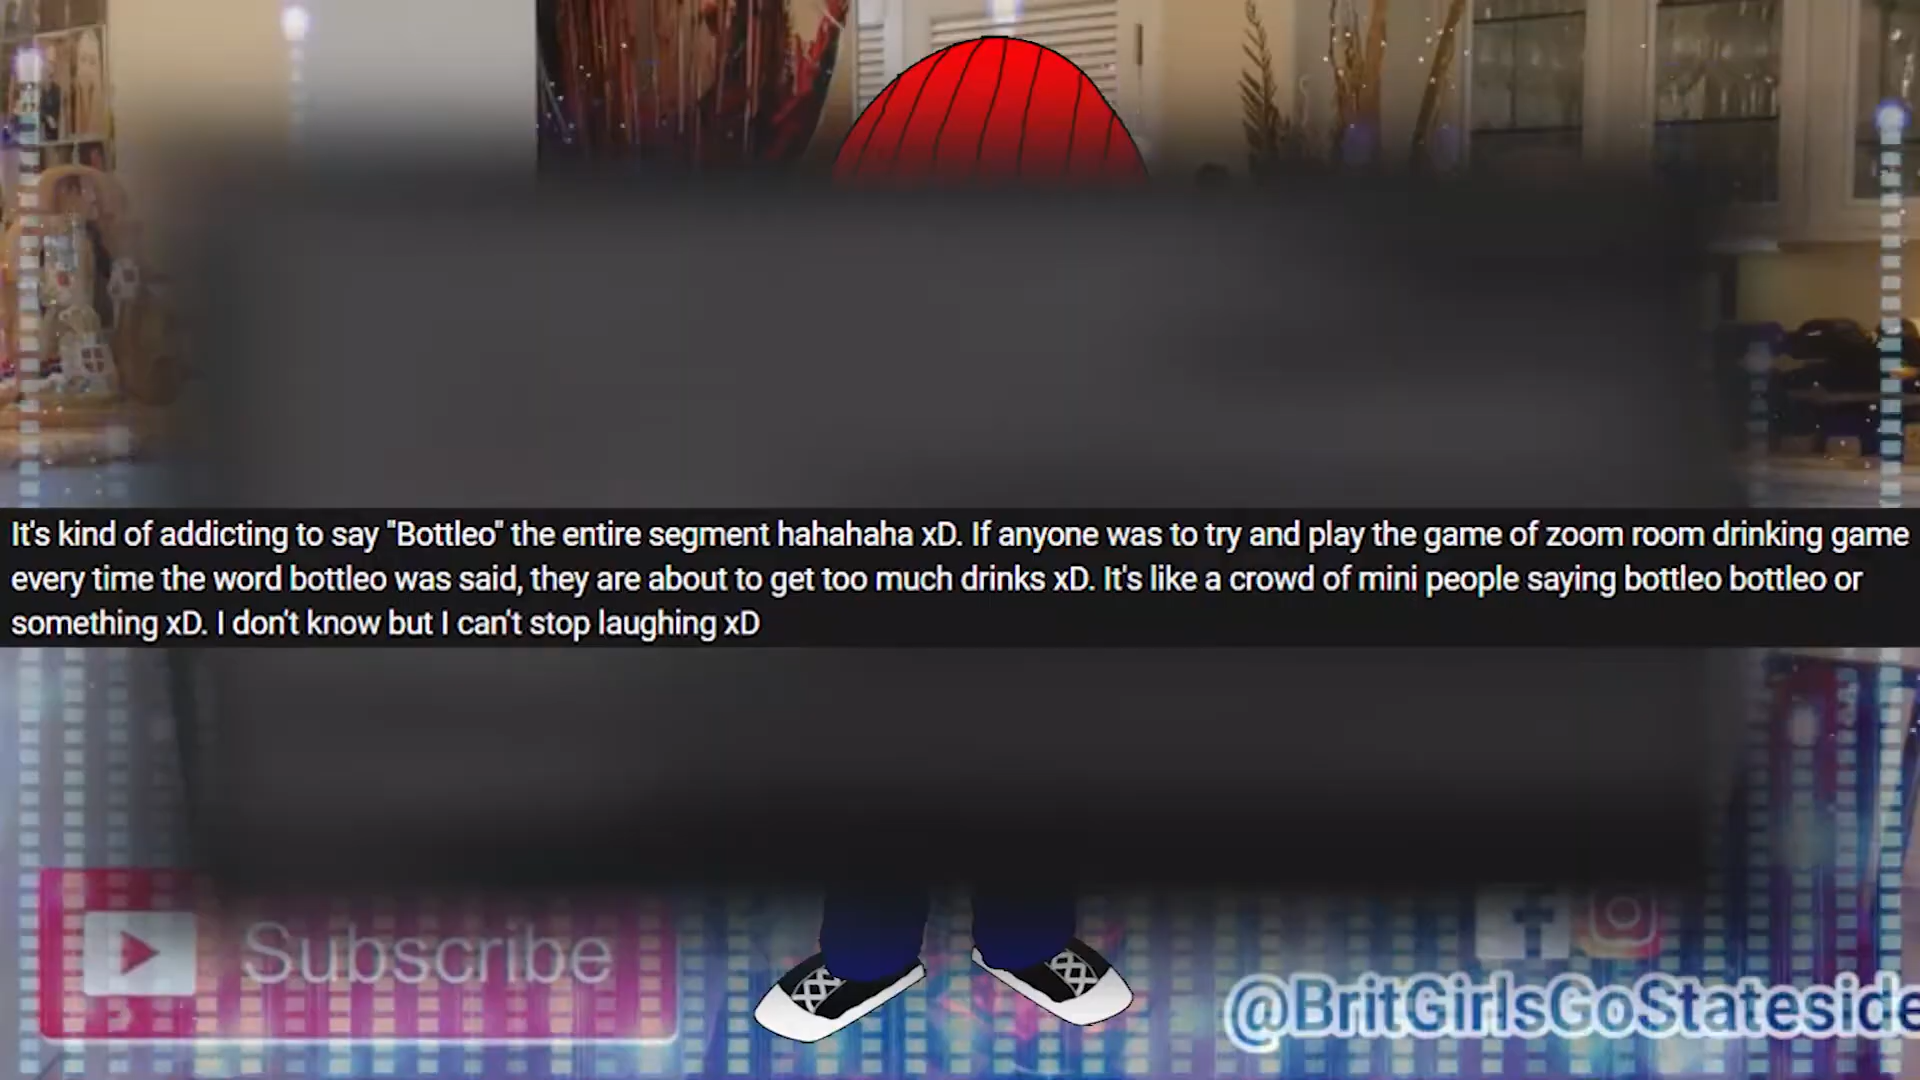 It's kind of addicting to say "Bottleo" the entire segment hahahaha xD. If anyone was to try and play the game of zoom room drinking game
every time the word bottleo was said, they are about to get too much drinks xD. It's like a crowd of mini people saying bottleo bottleo or
something xD. I don't know but I can't stop laughing xD
Subscribe
@BritGirlsGoStateside